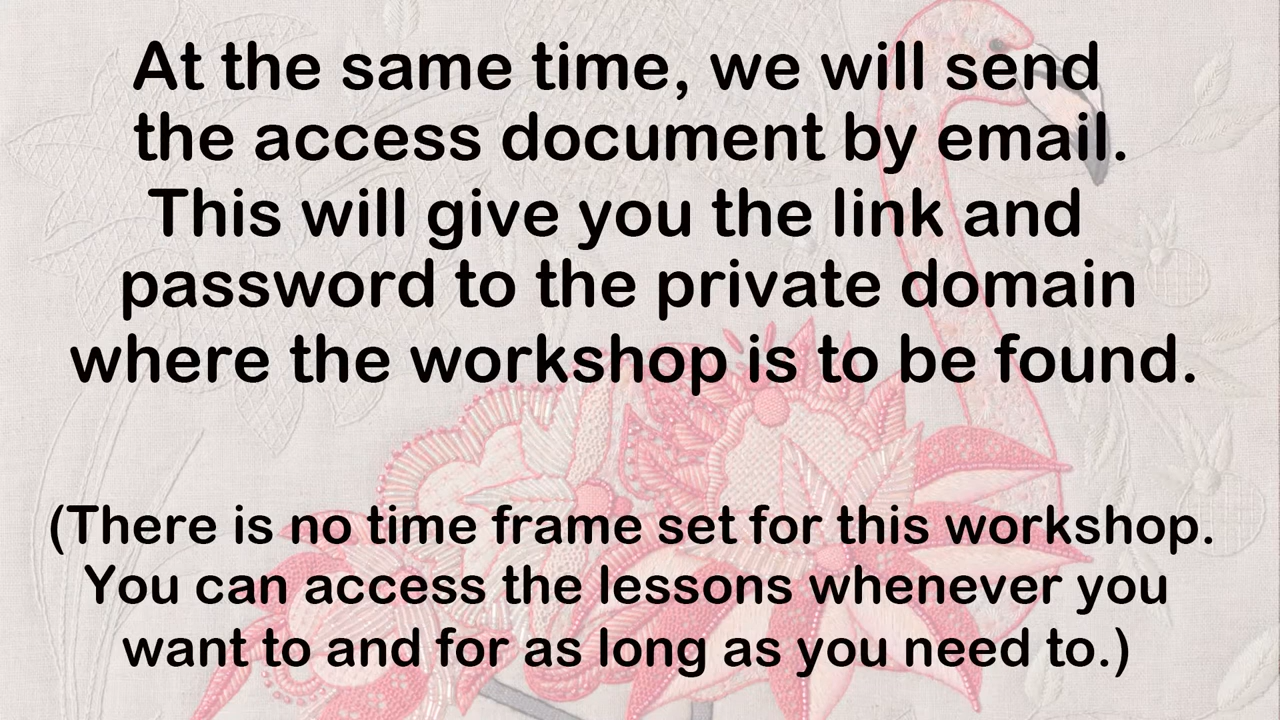 At the same time, we will send
the access document by email.
This will give you the link and
password to the private domain
where the workshop is to be found.
(There is no time frame set for this workshop.
You can access the lessons whenever you
want to and for as long as you need to.)